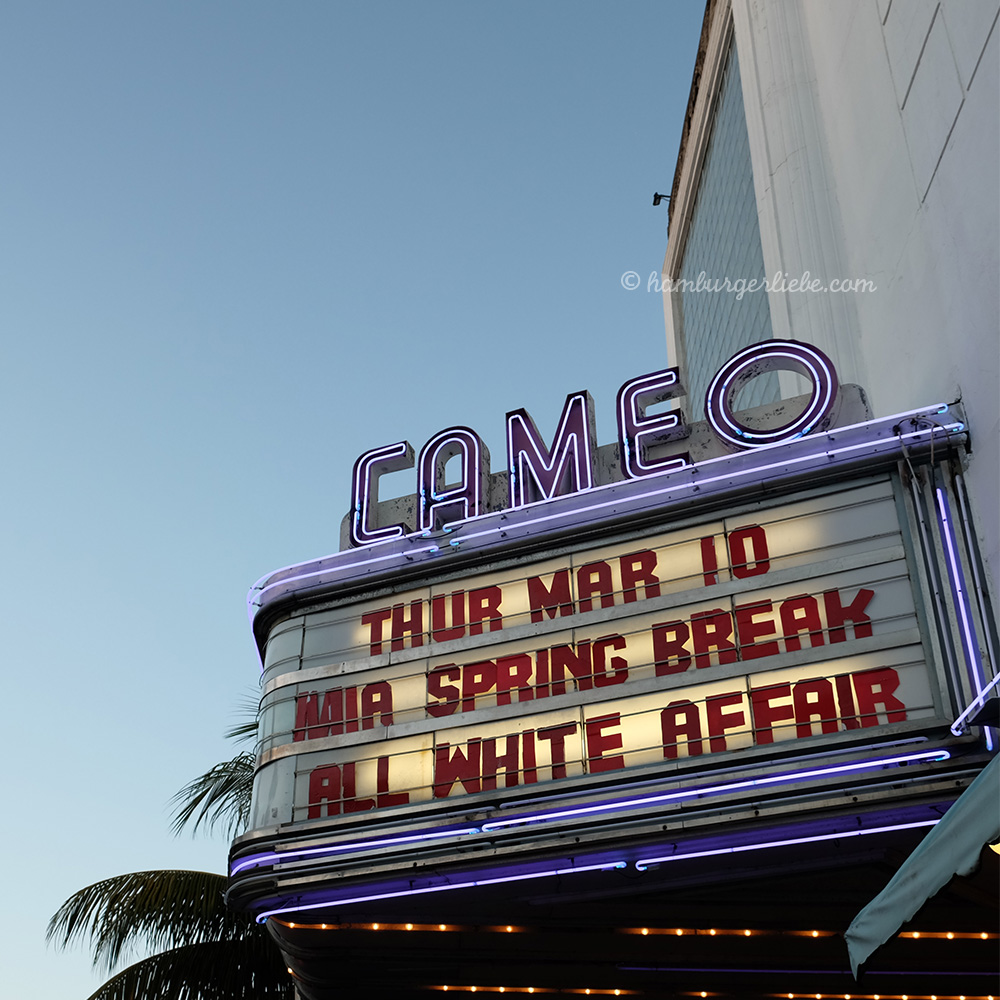 © hamburgerliebe.com
CAMEO
THUR MAR 10
MIA SPRING BREAK
ALL WHITE AFFAIR